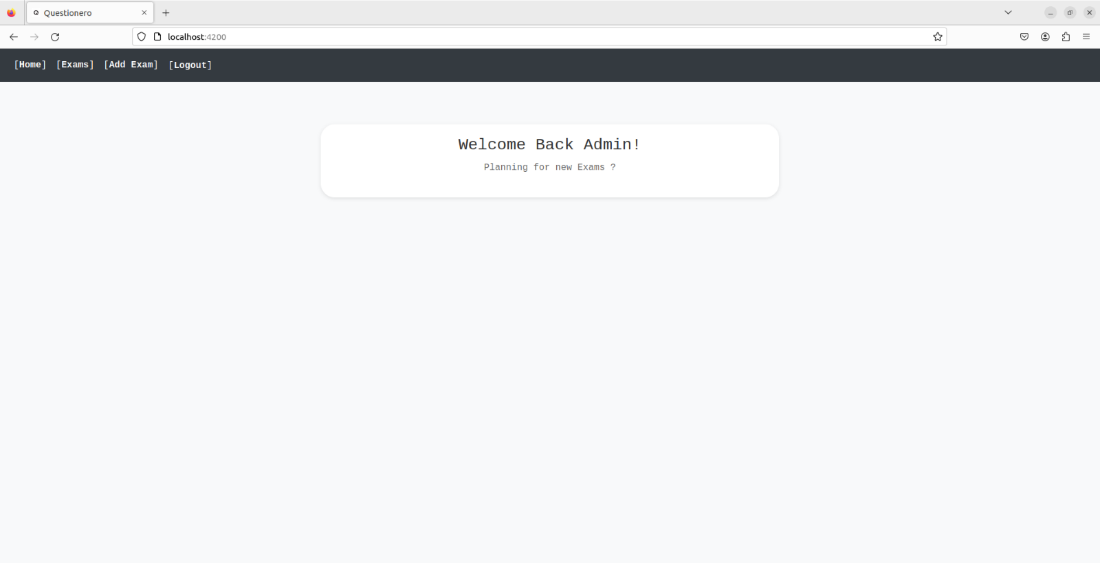 Questionero
localhost:4200
[Home] [Exams] [Add Exam] [Logout]
Welcome Back Admin!
Planning for new Exams ?